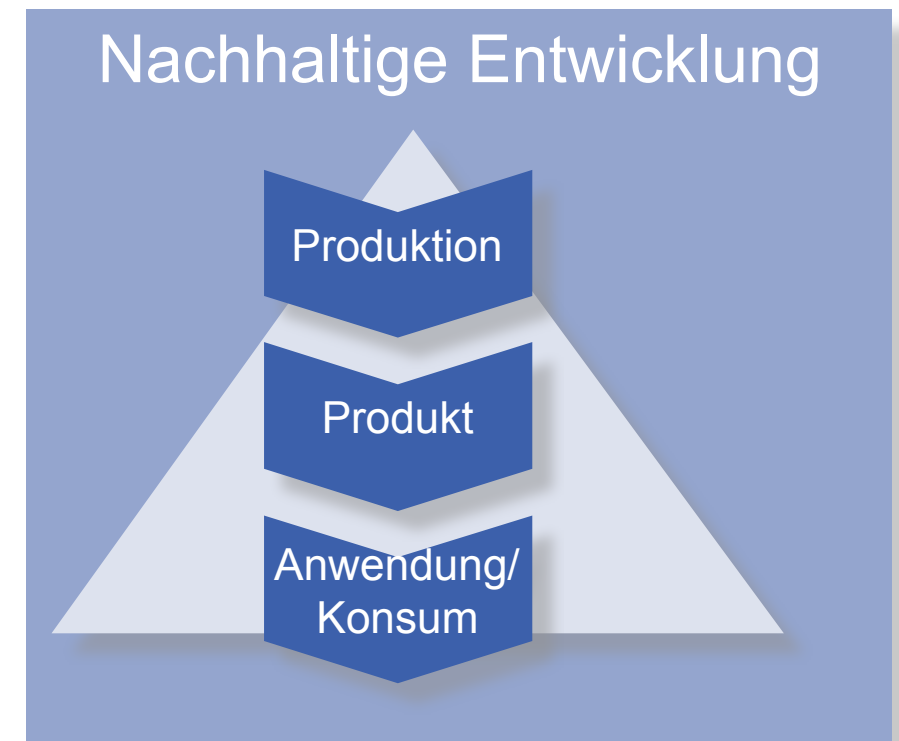 Nachhaltige Entwicklung
Produktion
Produkt
Anwendung/
Konsum